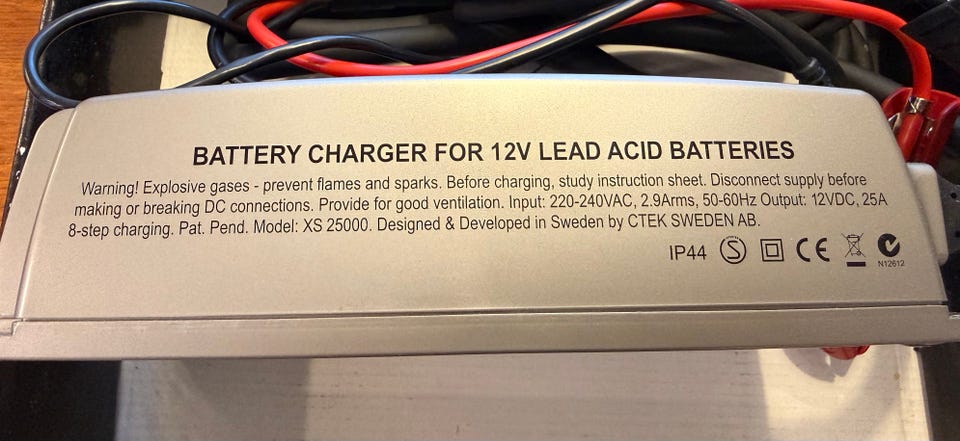 BATTERY CHARGER FOR 12V LEAD ACID BATTERIES
Warning! Explosive gases - prevent flames and sparks. Before charging, study instruction sheet. Disconnect supply before
making or breaking DC connections. Provide for good ventilation. Input: 220-240VAC, 2.9Arms, 50-60Hz Output: 12VDC, 25A
8-step charging. Pat. Pend. Model: XS 25000. Designed & Developed in Sweden by CTEK SWEDEN AB.
IP44 S CE
N12612